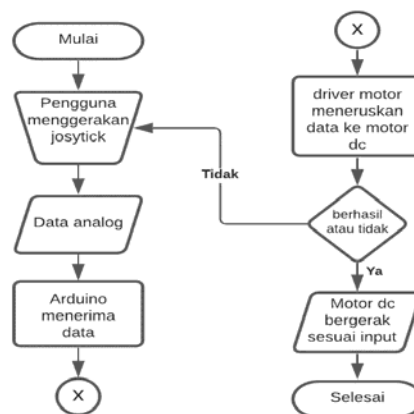 Mulai
Pengguna
menggerakan
josytick
Data analog
Arduino
menerima
data
X
X
driver motor
meneruskan
data ke motor
dc
berhasil
atau tidak
Tidak
Ya
Motor dc
bergerak
sesuai input
Selesai